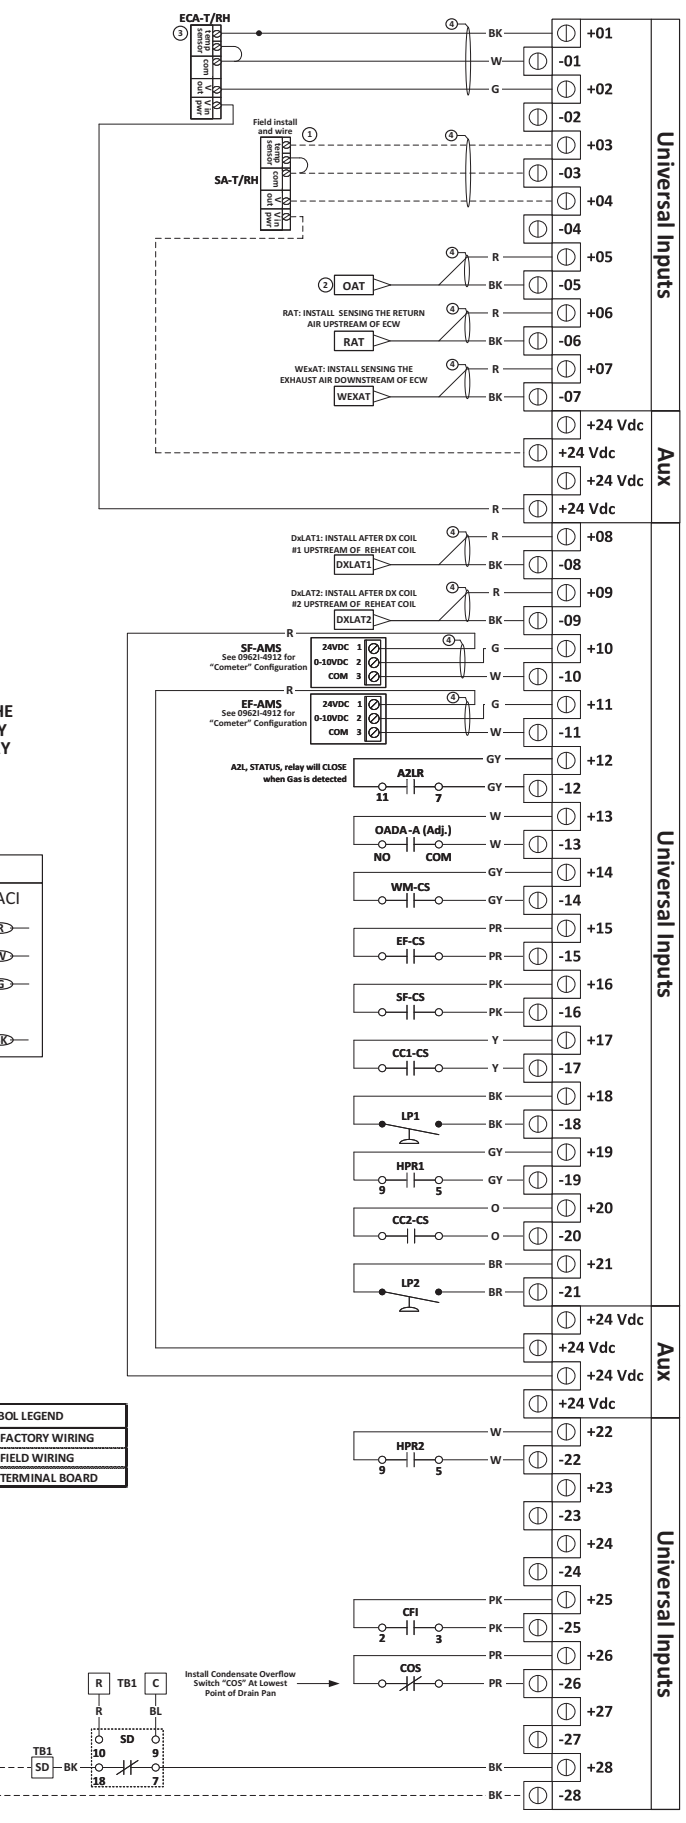 ECA-T/RH
3
temp
sensor
com
V
out
V in
pwr
4
BK
+01
W
-01
G
+02
-02
Field install
and wire
1
SA-T/RH
temp
sensor
com
V
out
V in
pwr
4
+03
-03
+04
-04
4
R
+05
2
OAT
BK
-05
RAT: INSTALL SENSING THE RETURN
AIR UPSTREAM OF ECW
4
R
+06
RAT
BK
-06
WExAT: INSTALL SENSING THE
EXHAUST AIR DOWNSTREAM OF ECW
4
R
+07
WEXAT
BK
-07
Universal Inputs
+24 Vdc
+24 Vdc
+24 Vdc
R
+24 Vdc
Aux
DxLAT1: INSTALL AFTER DX COIL
#1 UPSTREAM OF REHEAT COIL
4
R
+08
DXLAT1
BK
-08
DxLAT2: INSTALL AFTER DX COIL
#2 UPSTREAM OF REHEAT COIL
4
R
+09
DXLAT2
BK
-09
R
SF-AMS
See 0962I-4912 for
"Cometer" Configuration
24VDC 1
0-10VDC 2
COM 3
4
G
+10
W
-10
R
EF-AMS
See 0962I-4912 for
"Cometer" Configuration
24VDC 1
0-10VDC 2
COM 3
4
G
+11
W
-11
HE
Y
Y
A2L, STATUS, relay will CLOSE
when Gas is detected
GY
+12
A2LR
11 7
GY
-12
W
+13
OADA-A (Adj.)
NO COM
W
-13
GY
+14
WM-CS
GY
-14
PR
+15
EF-CS
PR
-15
PK
+16
SF-CS
PK
-16
Y
+17
CC1-CS
Y
-17
BK
+18
LP1
BK
-18
GY
+19
HPR1
9 5
GY
-19
O
+20
CC2-CS
O
-20
BR
+21
LP2
BR
-21
Universal Inputs
ACI
R
G
K
+24 Vdc
+24 Vdc
+24 Vdc
+24 Vdc
Aux
BOL LEGEND
FACTORY WIRING
FIELD WIRING
TERMINAL BOARD
W
+22
HPR2
9 5
W
-22
+23
-23
+24
-24
PK
+25
CFI
2 3
PK
-25
PR
+26
Install Condensate Overflow
Switch "COS" At Lowest
Point of Drain Pan
COS
PR
-26
+27
-27
R TB1 C
R BL
10 SD 9
TB1
SD
BK
18 7
BK
+28
BK
-28
Universal Inputs